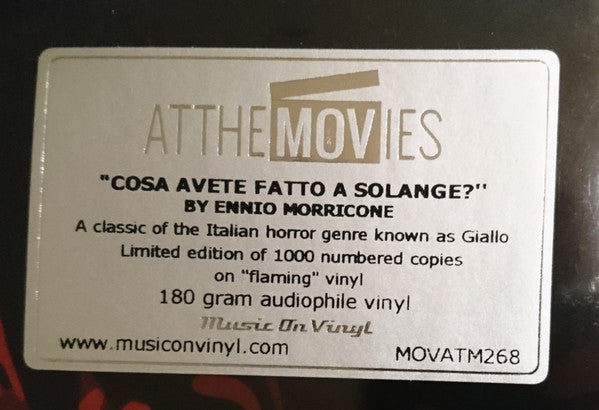 ATTHEMOVIES
"COSA AVETE FATTO A SOLANGE?"
BY ENNIO MORRICONE
A classic of the Italian horror genre known as Giallo
Limited edition of 1000 numbered copies
on "flaming" vinyl
180 gram audiophile vinyl
Music On Vinyl
www.musiconvinyl.com MOVATM268